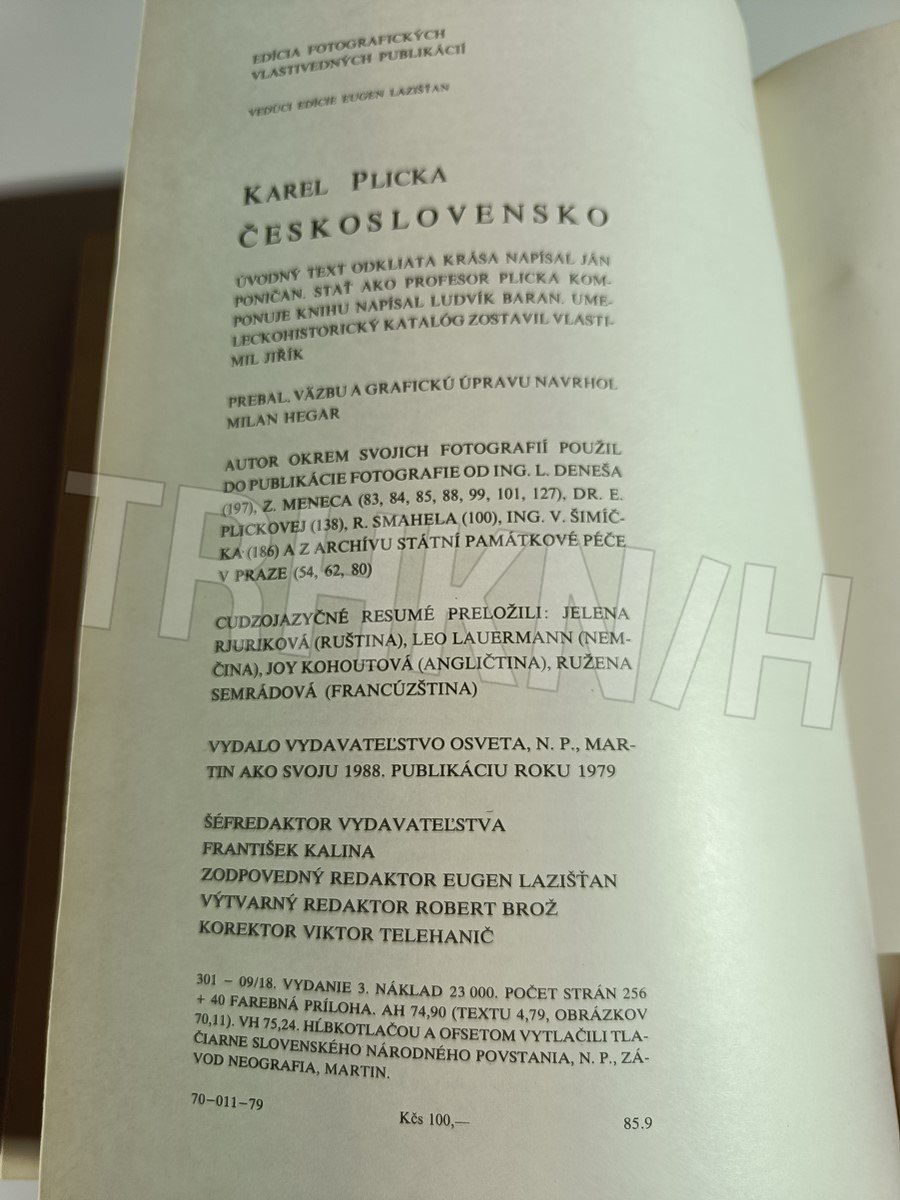 EDÍCIA FOTOGRAFICKÝCH
VLASTIVEDNÝCH PUBLIKÁCIÍ
VEDÚCI EDÍCIE EUGEN LAZIŠŤAN
KAREL PLICKA
ČESKOSLOVENSKO
ÚVODNÝ TEXT ODKLIATA KRÁSA NAPÍSAL JÁN
PONIČAN. STAŤ AKO PROFESOR PLICKA KOM-
PONUJE KNIHU NAPÍSAL LUDVÍK BARAN. UME-
LECKOHISTORICKÝ KATALÓG ZOSTAVIL VLASTI-
MIL JIŘÍK
PREBAL, VÄZBU A GRAFICKÚ ÚPRAVU NAVRHOL
MILAN HEGAR
AUTOR OKREM SVOJICH FOTOGRAFIÍ POUŽIL
DO PUBLIKÁCIE FOTOGRAFIE OD ING. L. DENEŠA
(197), Z. MENECA (83, 84, 85, 88, 99, 101, 127), DR. E.
PLICKOVEJ (138), R. SMAHELA (100), ING. V. ŠIMÍČ-
KA (186) A Z ARCHÍVU STÁTNÍ PAMÁTKOVÉ PÉČE
V PRAZE (54, 62, 80)
CUDZOJAZYČNÉ RESUMÉ PRELOŽILI: JELENA
RJURIKOVÁ (RUŠTINA), LEO LAUERMANN (NEM-
ČINA), JOY KOHOUTOVÁ (ANGLIČTINA), RUŽENA
SEMRÁDOVÁ (FRANCÚZŠTINA)
VYDALO VYDAVATEĽSTVO OSVETA, N. P., MAR-
TIN AKO SVOJU 1988. PUBLIKÁCIU ROKU 1979
ŠÉFREDAKTOR VYDAVATEĽSTVA
FRANTIŠEK KALINA
ZODPOVEDNÝ REDAKTOR EUGEN LAZIŠŤAN
VÝTVARNÝ REDAKTOR ROBERT BROŽ
KOREKTOR VIKTOR TELEHANIČ
301 – 09/18. VYDANIE 3. NÁKLAD 23 000. POČET STRÁN 256
+ 40 FAREBNÁ PRÍLOHA. AH 74,90 (TEXTU 4,79, OBRÁZKOV
70,11). VH 75,24. HĹBKOTLAČOU A OFSETOM VYTLAČILI TLA-
ČIARNE SLOVENSKÉHO NÁRODNÉHO POVSTANIA, N. P., ZÁ-
VOD NEOGRAFIA, MARTIN.
70–011–79
Kčs 100,— 85.9
TRHKN/H